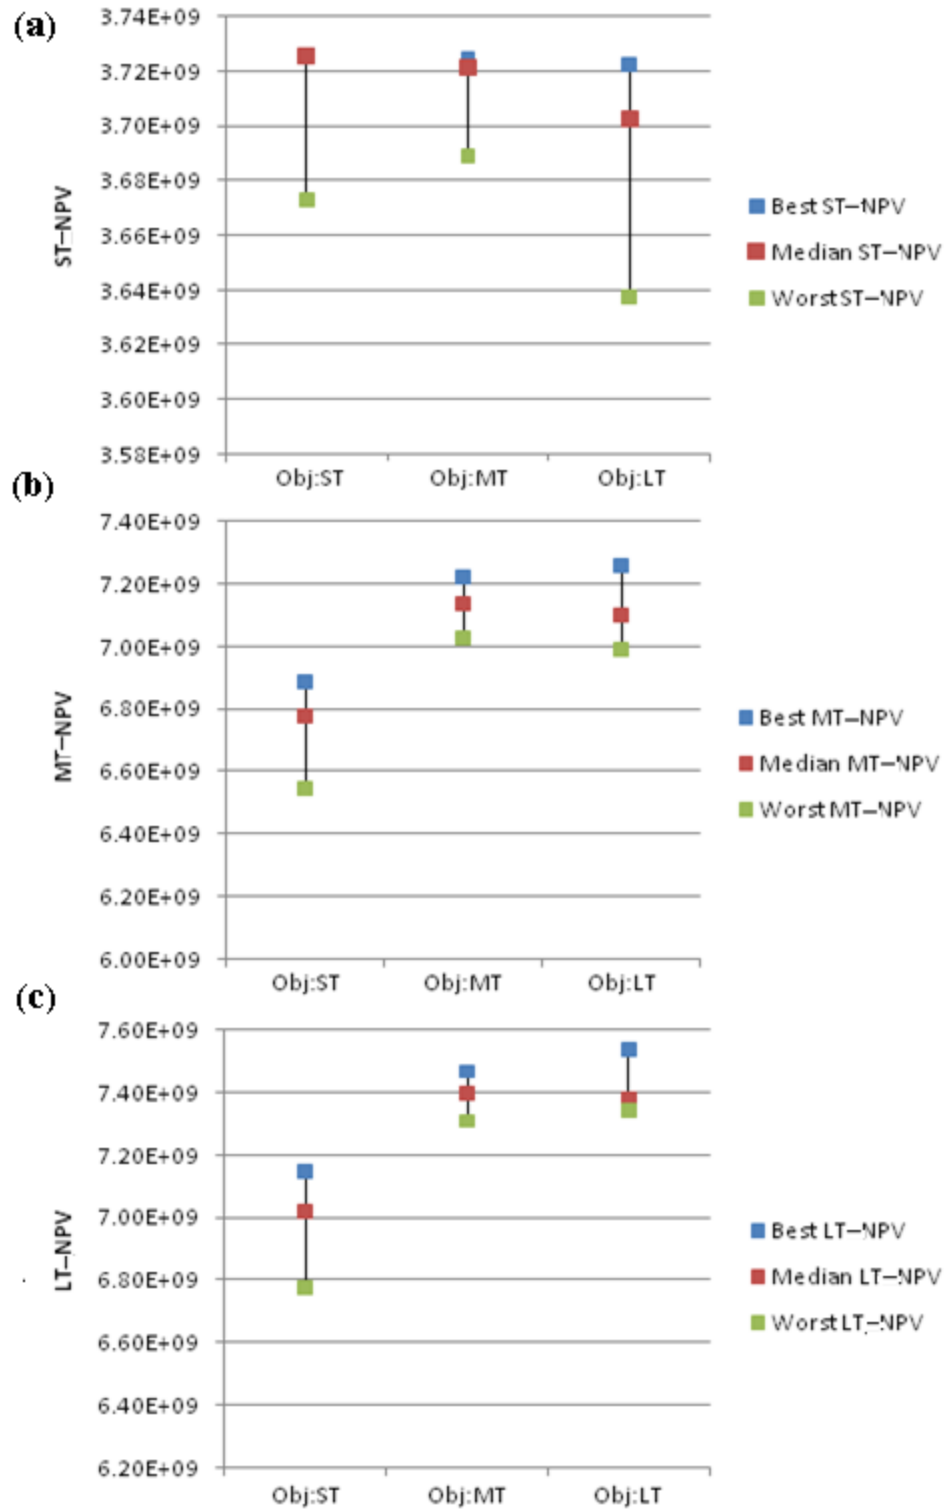 (a)
3.74E+09
3.72E+09
3.70E+09
3.68E+09
3.66E+09
3.64E+09
3.62E+09
3.60E+09
3.58E+09
ST–NPV
Obj:ST Obj:MT Obj:LT
Best ST–NPV
Median ST–NPV
Worst ST–NPV
(b)
7.40E+09
7.20E+09
7.00E+09
6.80E+09
6.60E+09
6.40E+09
6.20E+09
6.00E+09
MT–NPV
Obj:ST Obj:MT Obj:LT
Best MT–NPV
Median MT–NPV
Worst MT–NPV
(c)
7.60E+09
7.40E+09
7.20E+09
7.00E+09
6.80E+09
6.60E+09
6.40E+09
6.20E+09
LT–NPV
Obj:ST Obj:MT Obj:LT
Best LT–NPV
Median LT–NPV
Worst LT–NPV